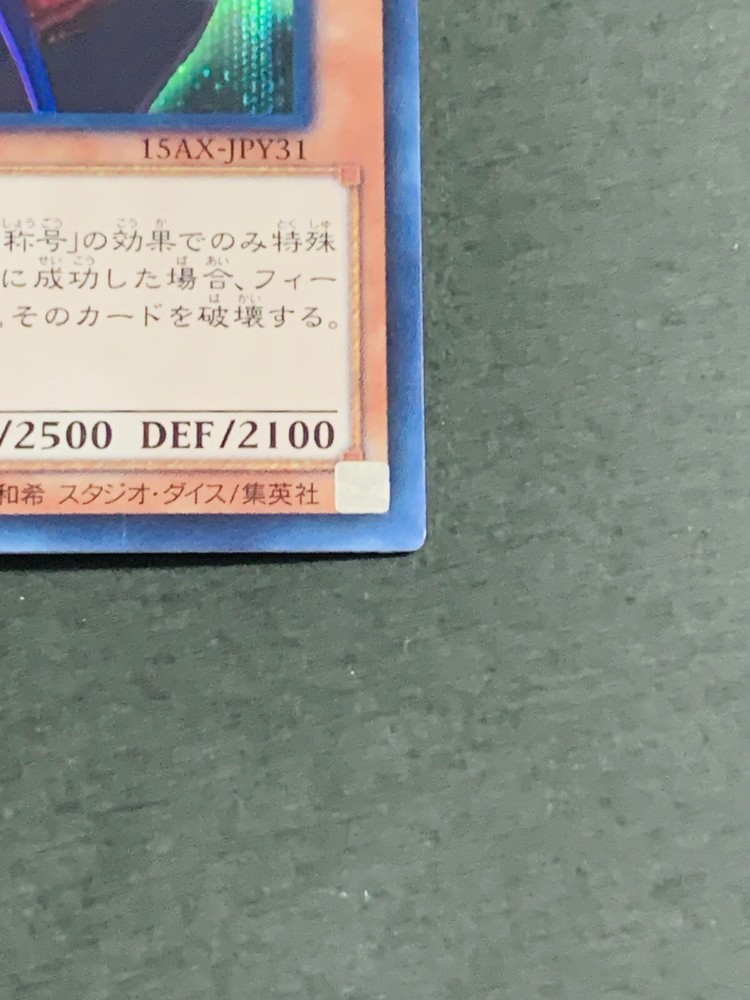 15AX-JPY31
しょうごう こうか とくしゅ
称号」の効果でのみ特殊
せいこう ばあい
に成功した場合、フィー
はかい
。そのカードを破壊する。
/2500 DEF/2100
和希 スタジオ・ダイス/集英社